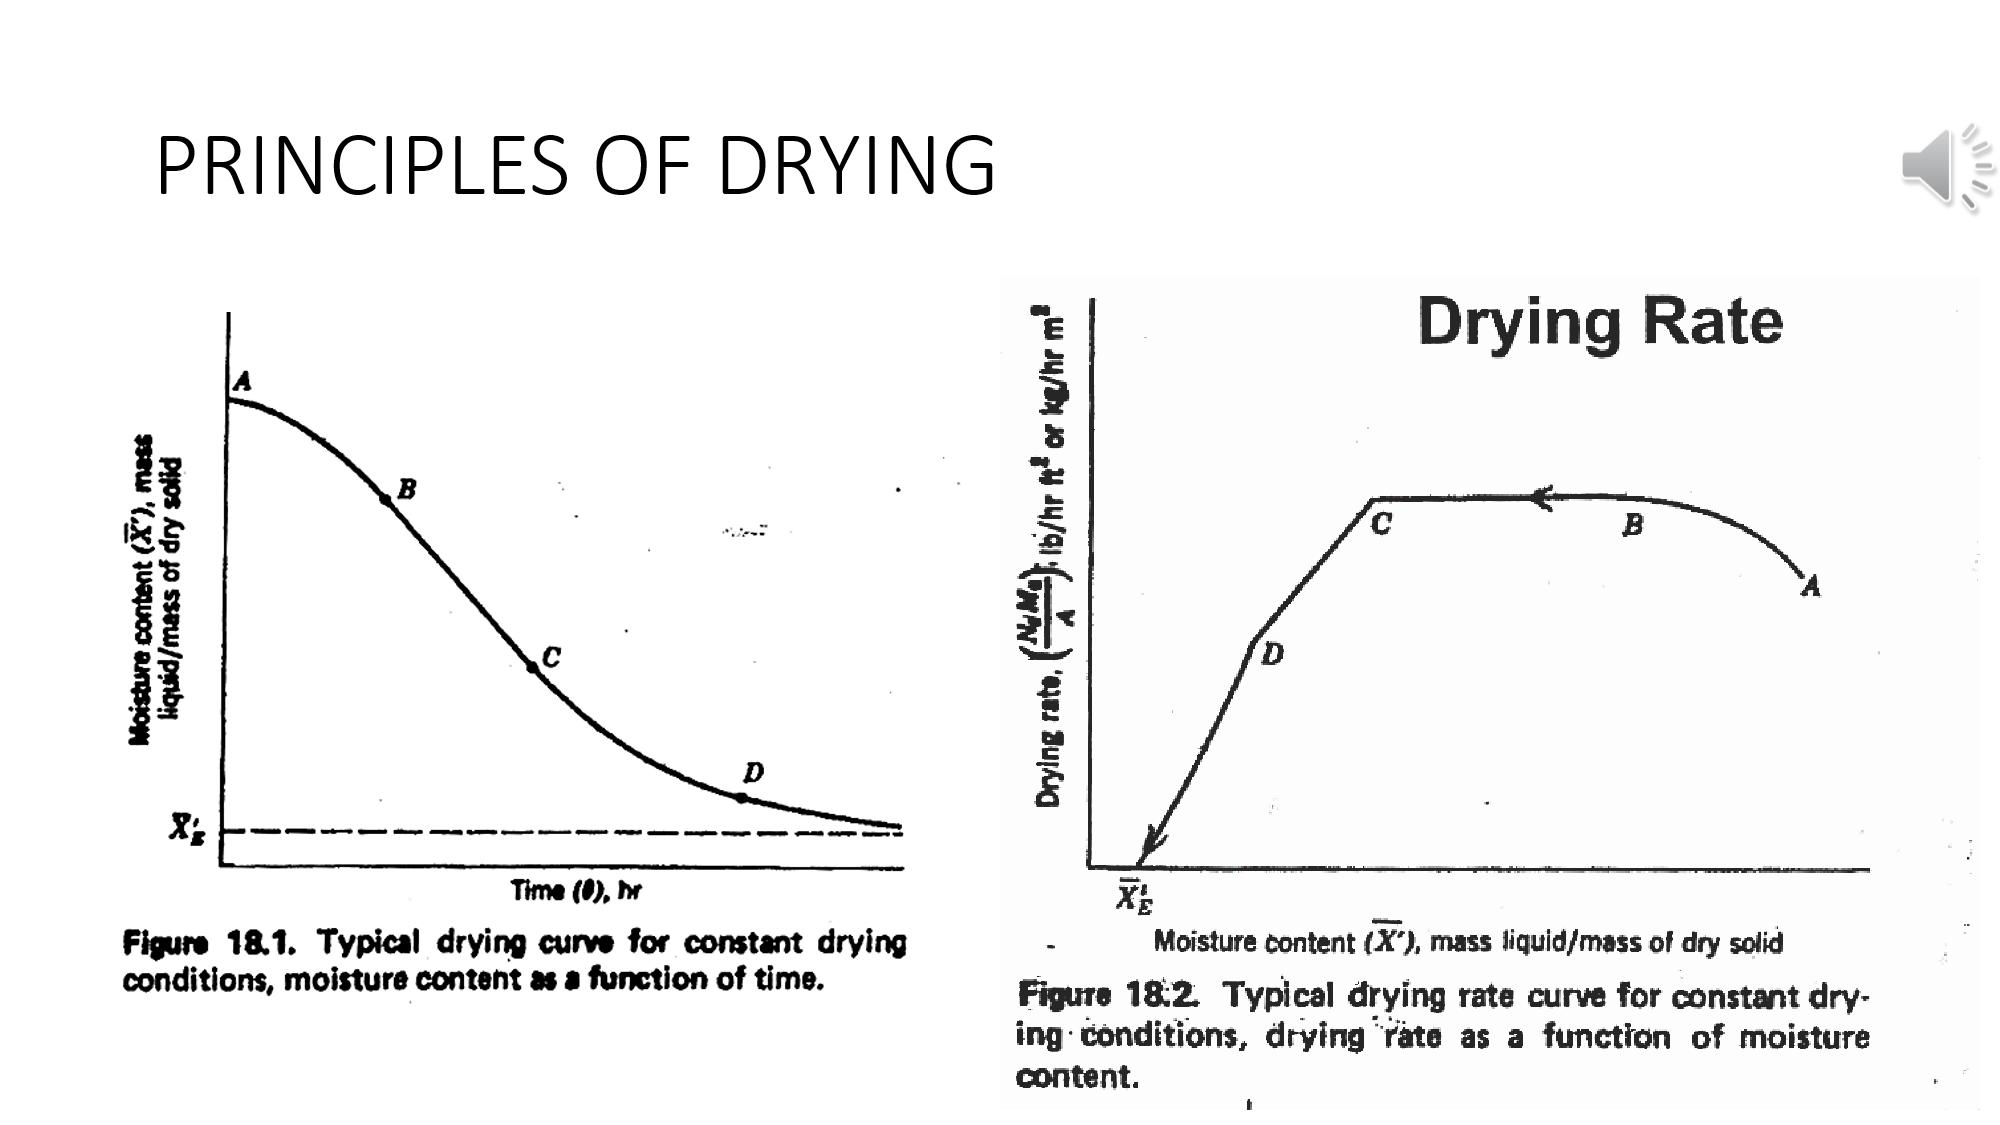 PRINCIPLES OF DRYING
A
B
C
D
X̄'E
Moisture content (X̄'), mass
liquid/mass of dry solid
Time (θ), hr
Figure 18.1. Typical drying curve for constant drying
conditions, moisture content as a function of time.
Drying Rate
C
B
A
D
Drying rate, lb/hr ft² or kg/hr m²
X̄'E
Moisture content (X̄'), mass liquid/mass of dry solid
Figure 18.2. Typical drying rate curve for constant dry-
ing conditions, drying rate as a function of moisture
content.